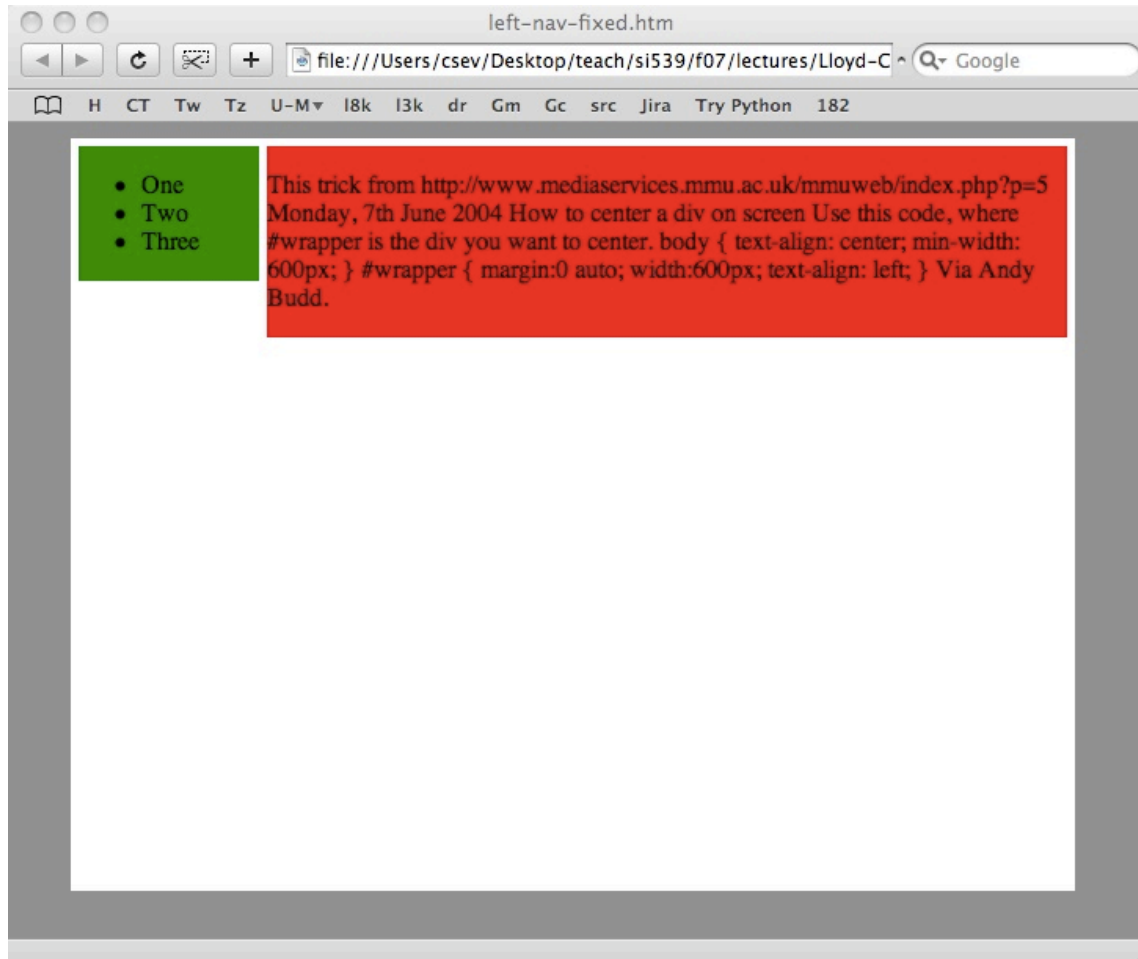 left-nav-fixed.htm
file:///Users/csev/Desktop/teach/si539/f07/lectures/Lloyd-C
Google
H CT Tw Tz U-M▾ l8k l3k dr Gm Gc src Jira Try Python 182
• One
• Two
• Three
This trick from http://www.mediaservices.mmu.ac.uk/mmuweb/index.php?p=5
Monday, 7th June 2004 How to center a div on screen Use this code, where
#wrapper is the div you want to center. body { text-align: center; min-width:
600px; } #wrapper { margin:0 auto; width:600px; text-align: left; } Via Andy
Budd.